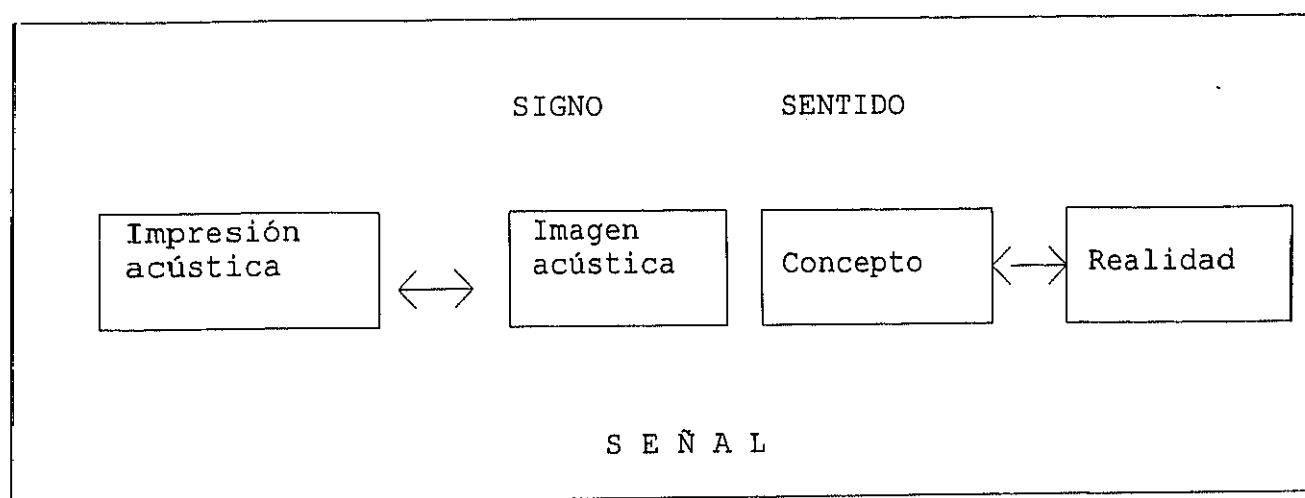 SIGNO SENTIDO
Impresión acústica
Imagen acústica
Concepto
Realidad
S E Ñ A L